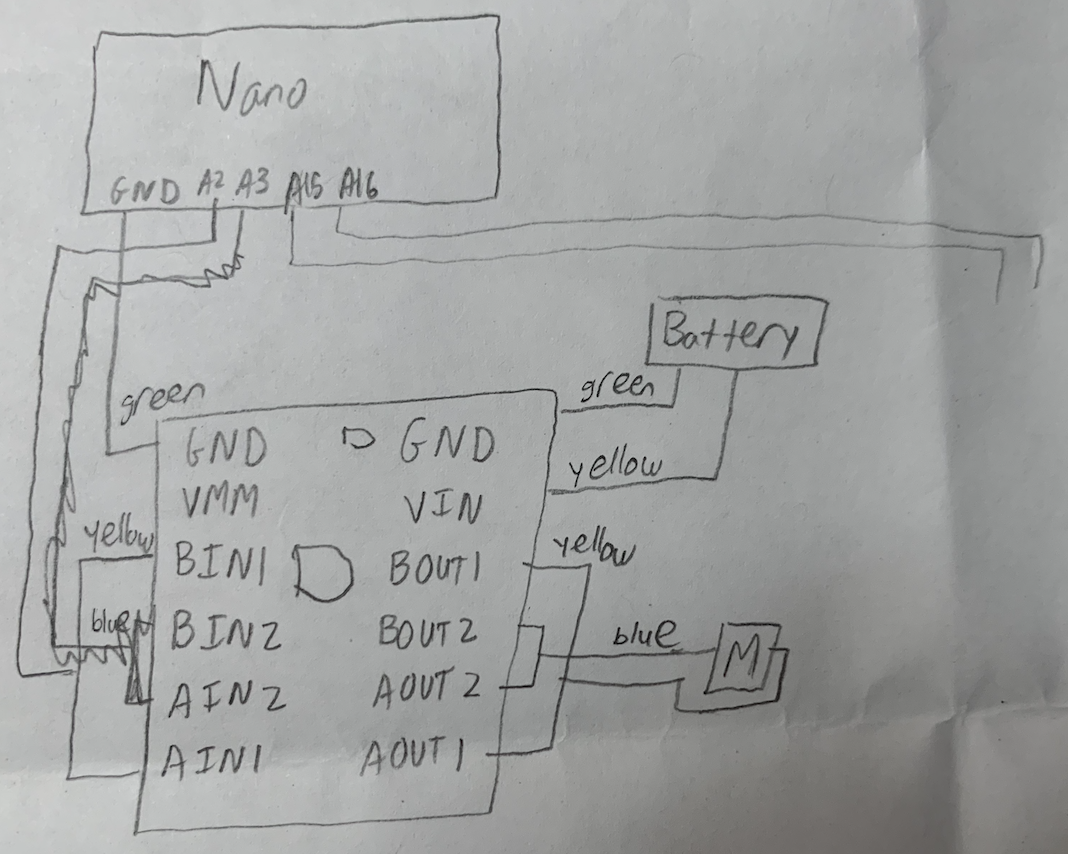 Nano
GND A2 A3 A15 A16
Battery
green
green
GND GND
yellow
VMM VIN
yellow
yellow
BIN1 BOUT1
blue
BIN2 BOUT2
blue
M
AIN2 AOUT2
AIN1 AOUT1